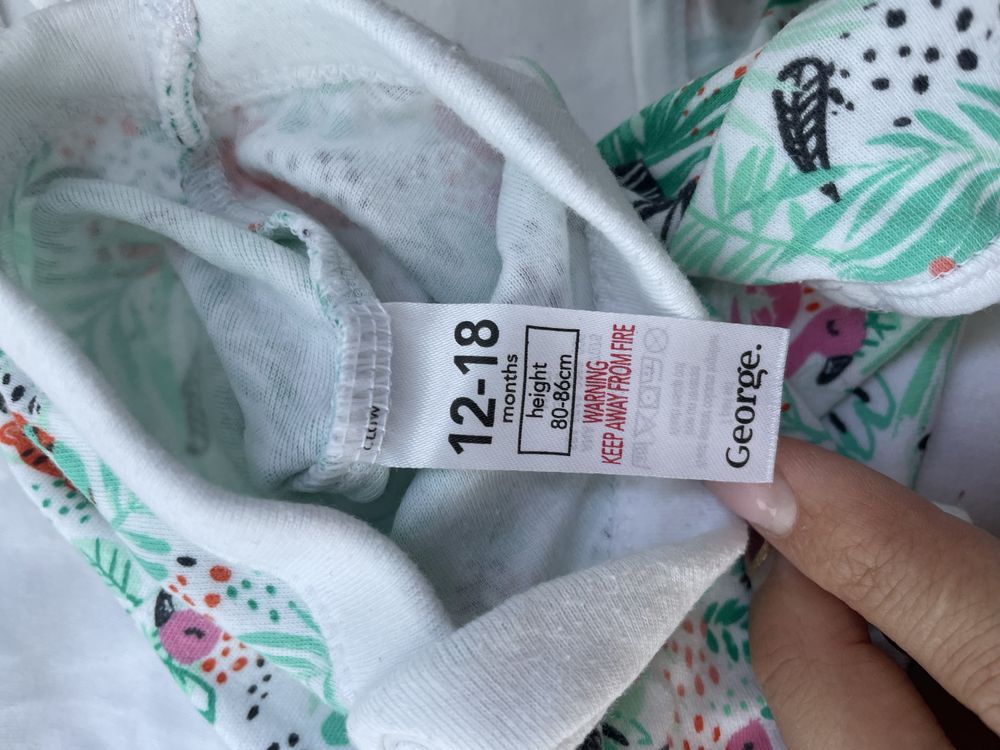 12-18
months
height
80-86cm
WARNING
KEEP AWAY FROM FIRE
George.